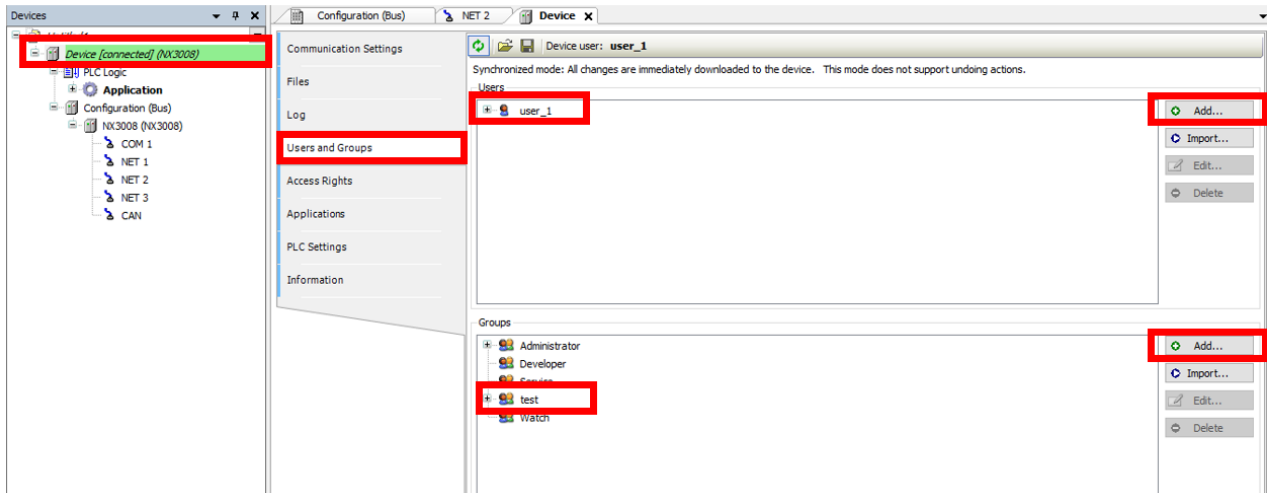 Devices
Device [connected] (NX3008)
PLC Logic
Application
Configuration (Bus)
NX3008 (NX3008)
COM 1
NET 1
NET 2
NET 3
CAN
Configuration (Bus)
NET 2
Device
Communication Settings
Files
Log
Users and Groups
Access Rights
Applications
PLC Settings
Information
Device user: user_1
Synchronized mode: All changes are immediately downloaded to the device. This mode does not support undoing actions.
Users
user_1
Add...
Import...
Edit...
Delete
Groups
Administrator
Developer
test
Watch
Add...
Import...
Edit...
Delete